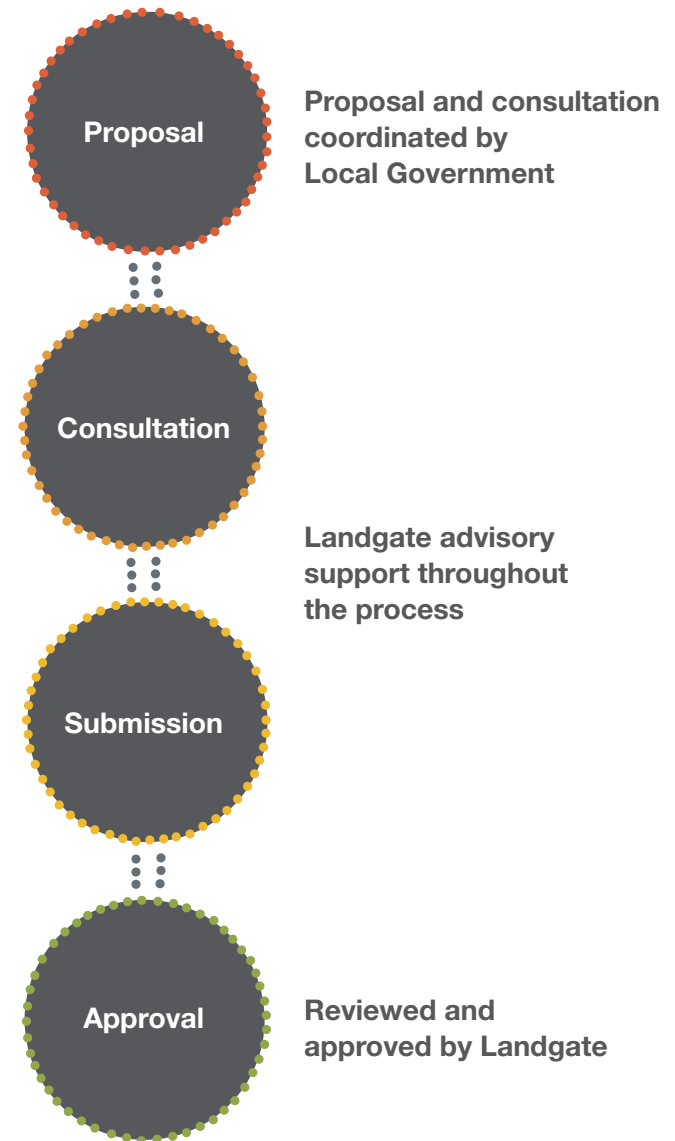 Proposal
Proposal and consultation
coordinated by
Local Government
Consultation
Landgate advisory
support throughout
the process
Submission
Approval
Reviewed and
approved by Landgate